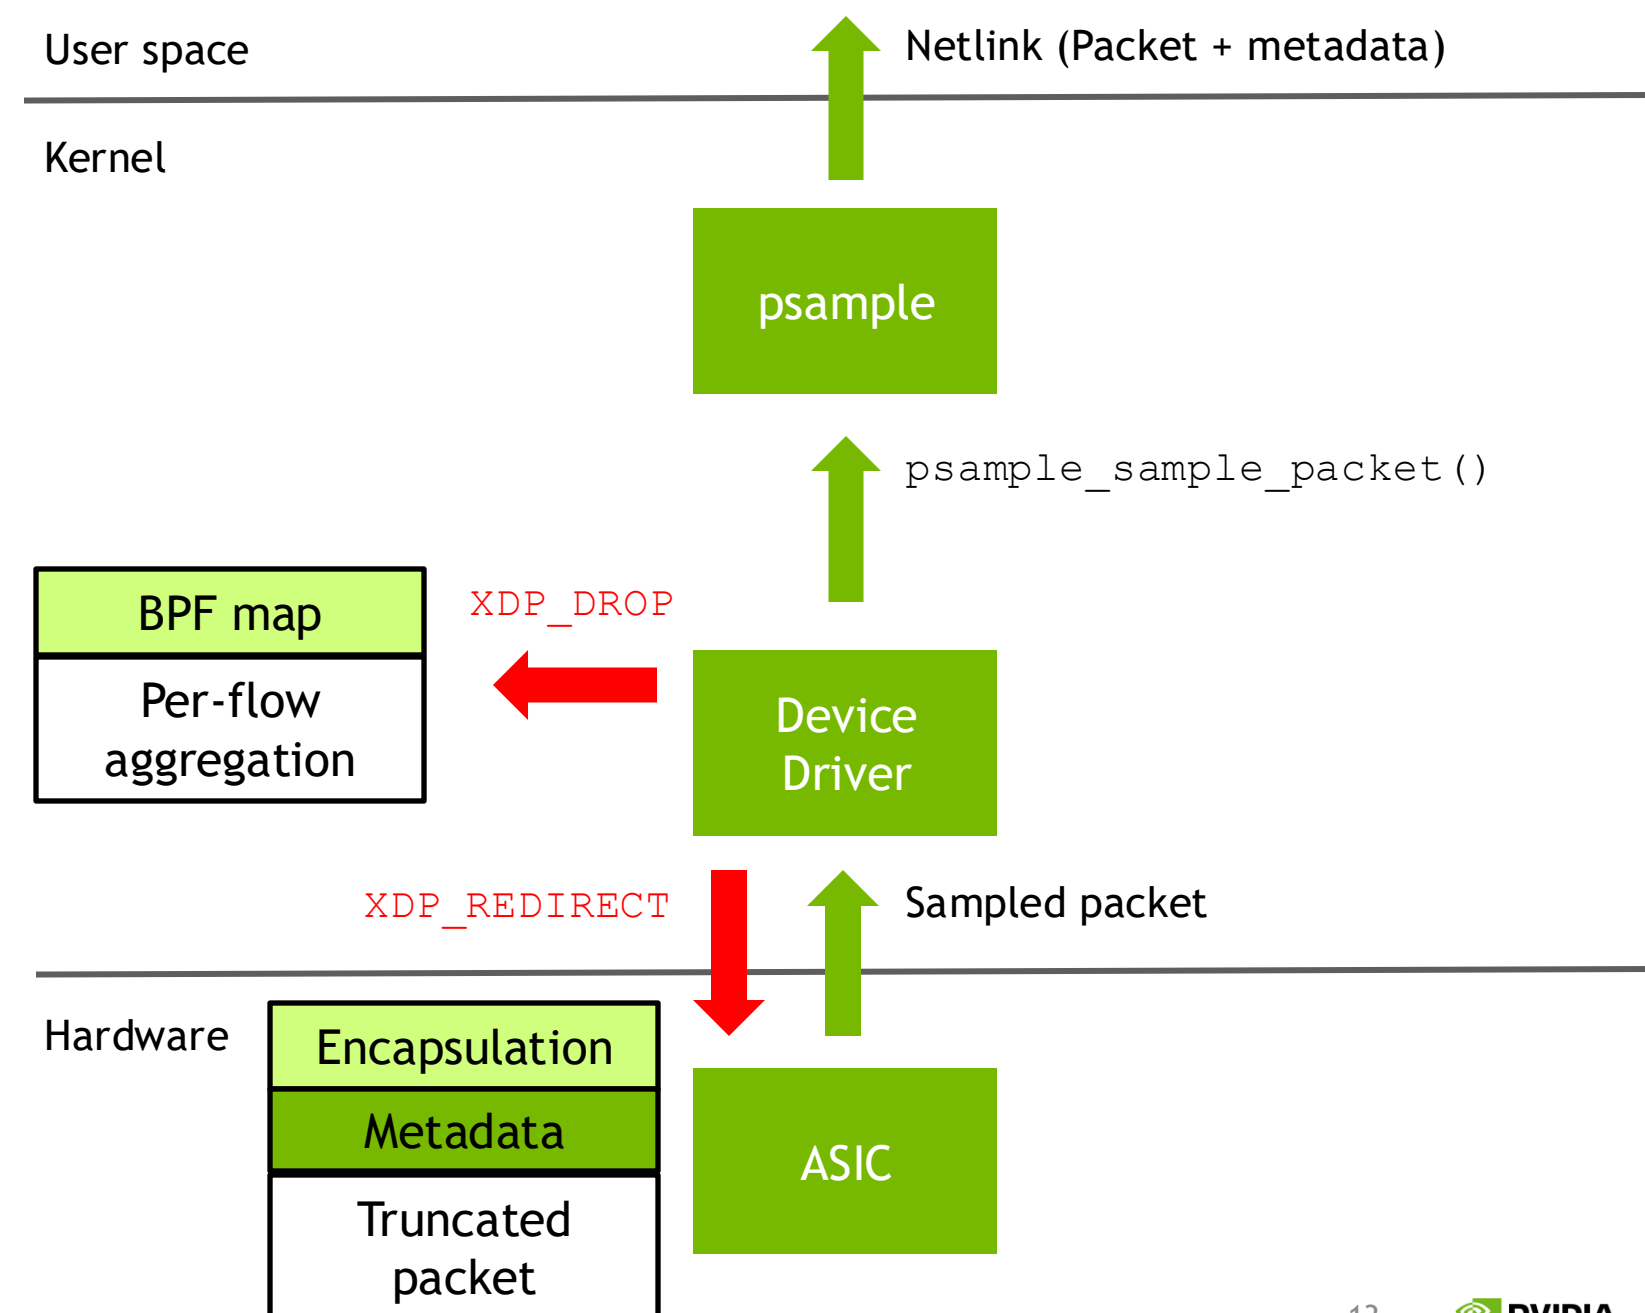 User space
Netlink (Packet + metadata)
Kernel
psample
psample_sample_packet()
BPF map
XDP_DROP
Per-flow
aggregation
Device
Driver
XDP_REDIRECT
Sampled packet
Hardware
Encapsulation
Metadata
ASIC
Truncated
packet